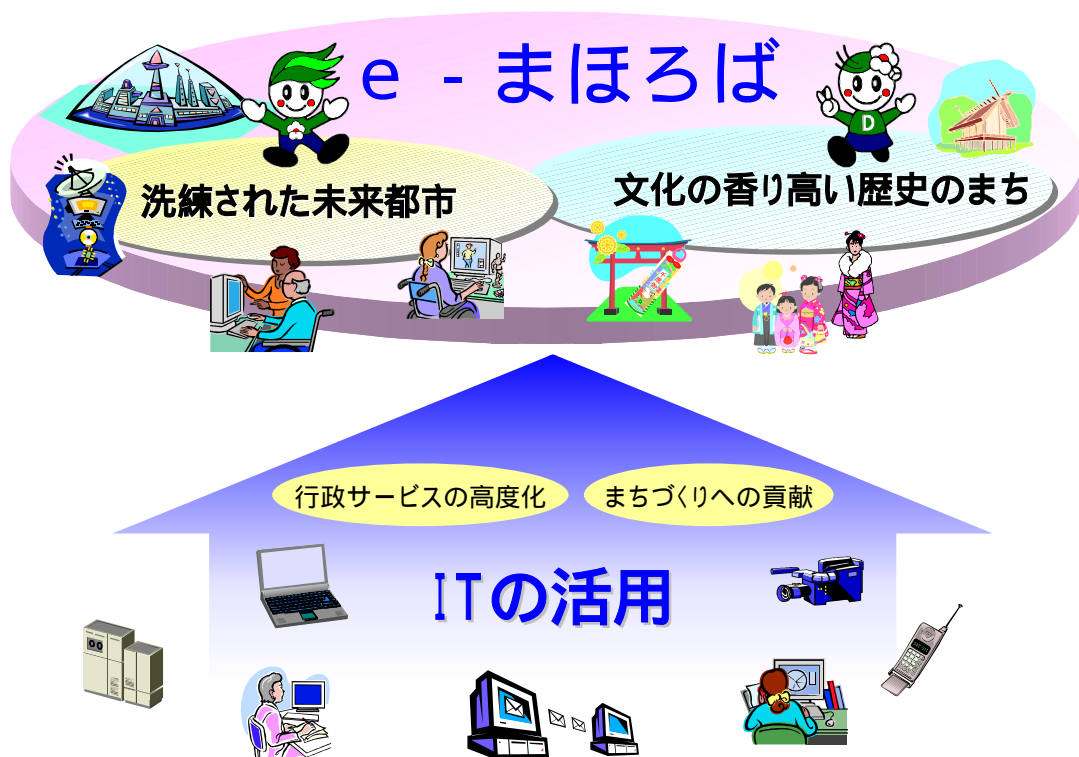 e - まほろば
D
洗練された未来都市
文化の香り高い歴史のまち
行政サービスの高度化
まちづくりへの貢献
ITの活用